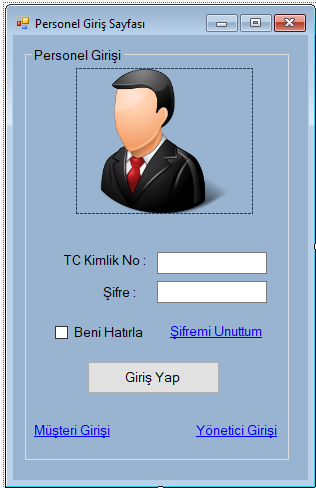 Personel Giriş Sayfası
Personel Girişi
TC Kimlik No :
Şifre :
Beni Hatırla Şifremi Unuttum
Giriş Yap
Müşteri Girişi Yönetici Girişi